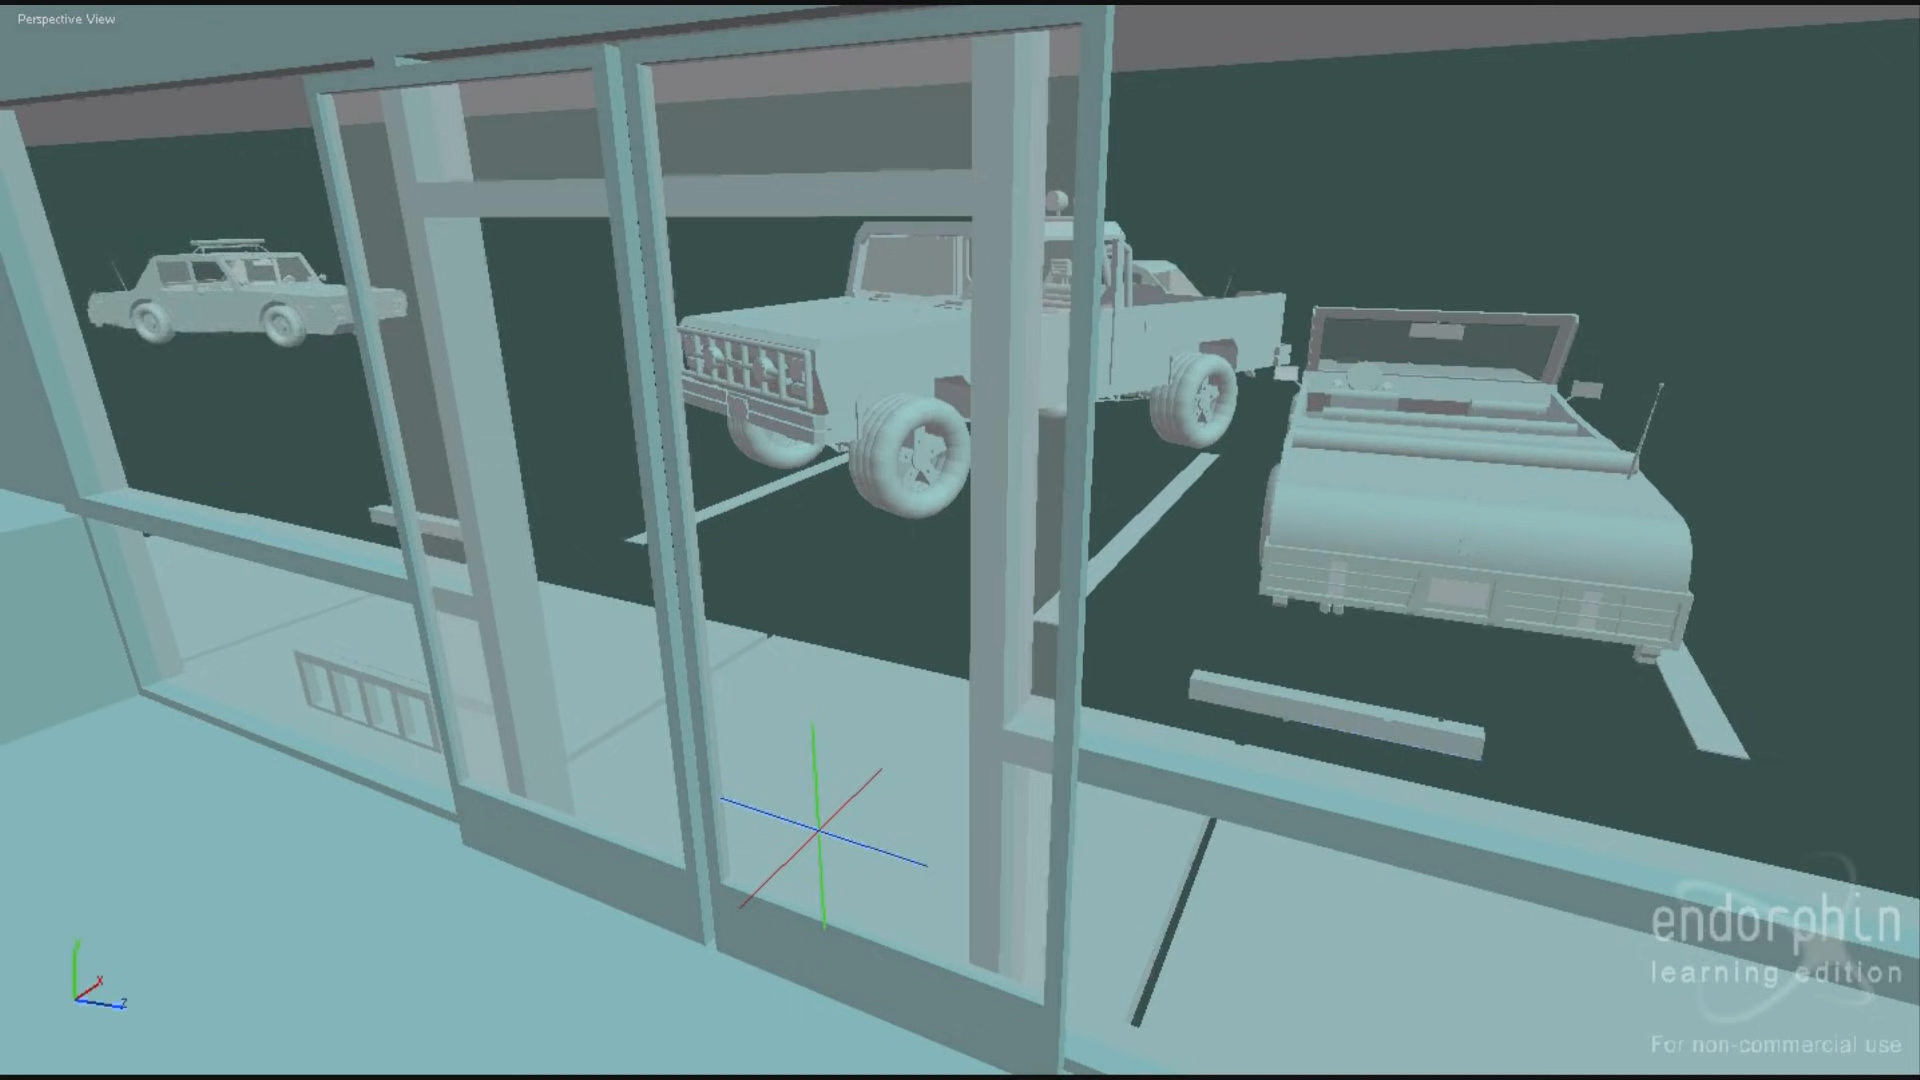 Perspective View
endorphin
learning edition
For non-commercial use
X
Z